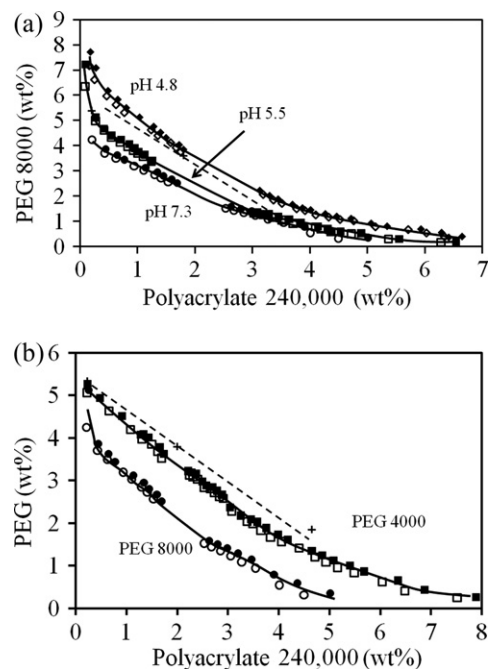 (a)
PEG 8000 (wt%)
9
8
7
6
5
4
3
2
1
0
pH 4.8
pH 5.5
pH 7.3
0 1 2 3 4 5 6 7
Polyacrylate 240,000 (wt%)
(b)
PEG (wt%)
6
5
4
3
2
1
0
PEG 4000
PEG 8000
0 1 2 3 4 5 6 7 8
Polyacrylate 240,000 (wt%)